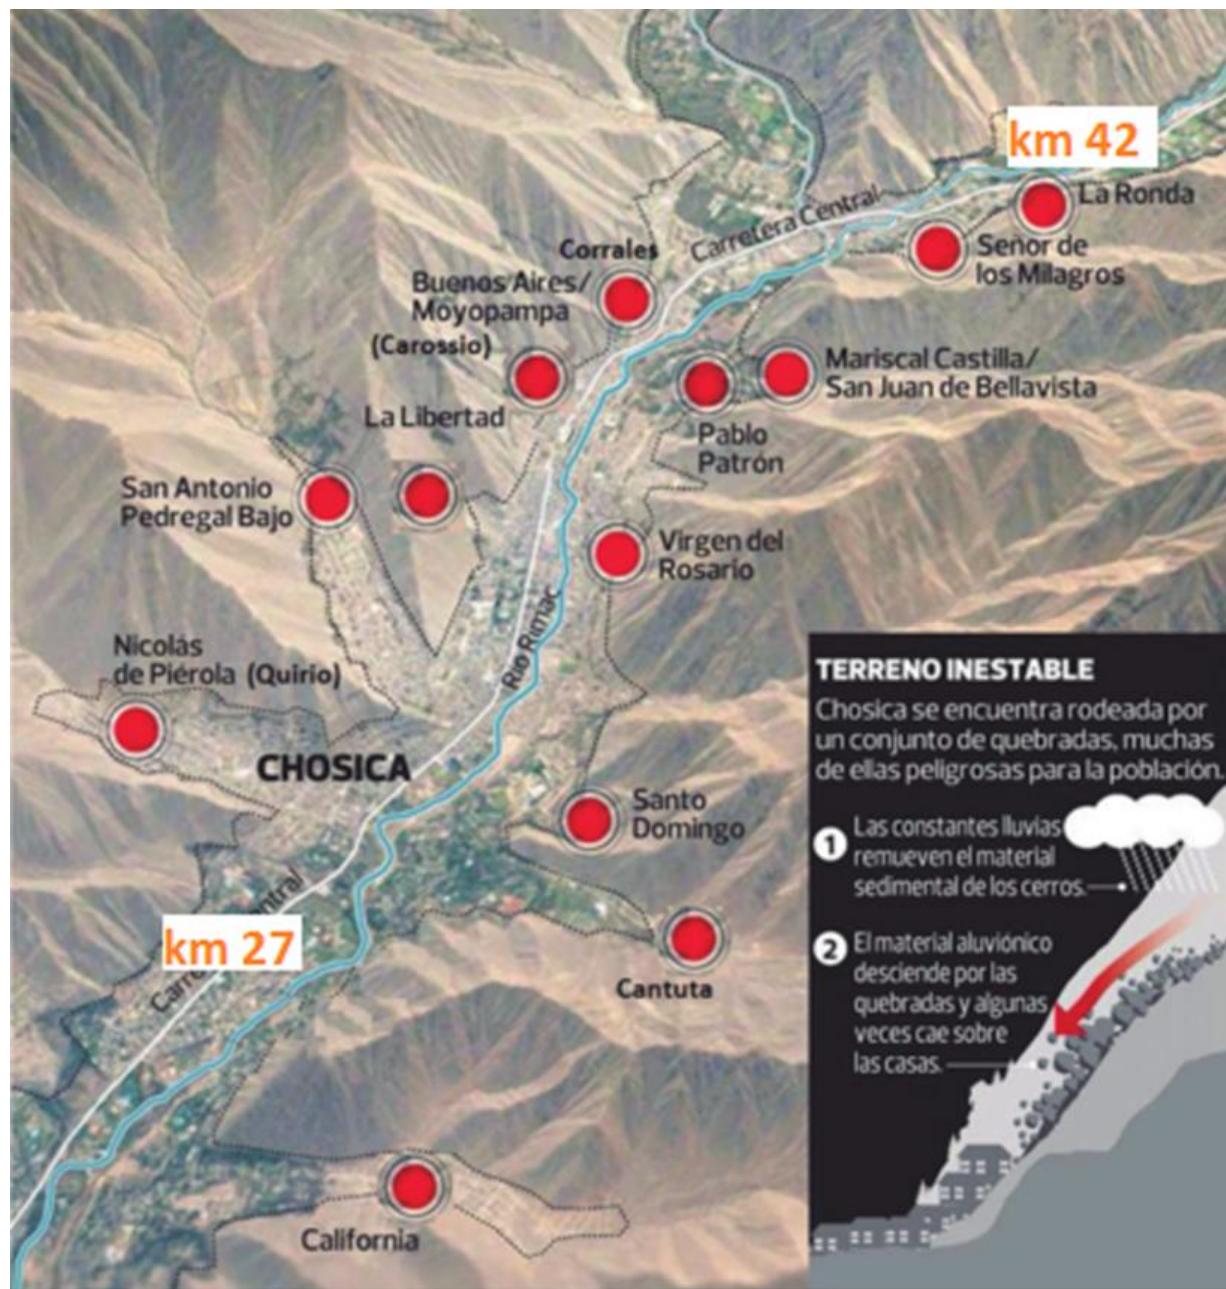 km 42
La Ronda
Carretera Central
Señor de
los Milagros
Corrales
Buenos Aires/
Moyopampa
(Carossio)
La Libertad
Mariscal Castilla/
San Juan de Bellavista
Pablo
Patrón
San Antonio
Pedregal Bajo
Virgen del
Rosario
Río Rímac
Nicolás
de Piérola (Quirio)
CHOSICA
Santo
Domingo
km 27
Cantuta
California
TERRENO INESTABLE
Chosica se encuentra rodeada por
un conjunto de quebradas, muchas
de ellas peligrosas para la población.
1 Las constantes lluvias
remueven el material
sedimental de los cerros.
2 El material aluviónico
desciende por las
quebradas y algunas
veces cae sobre
las casas.